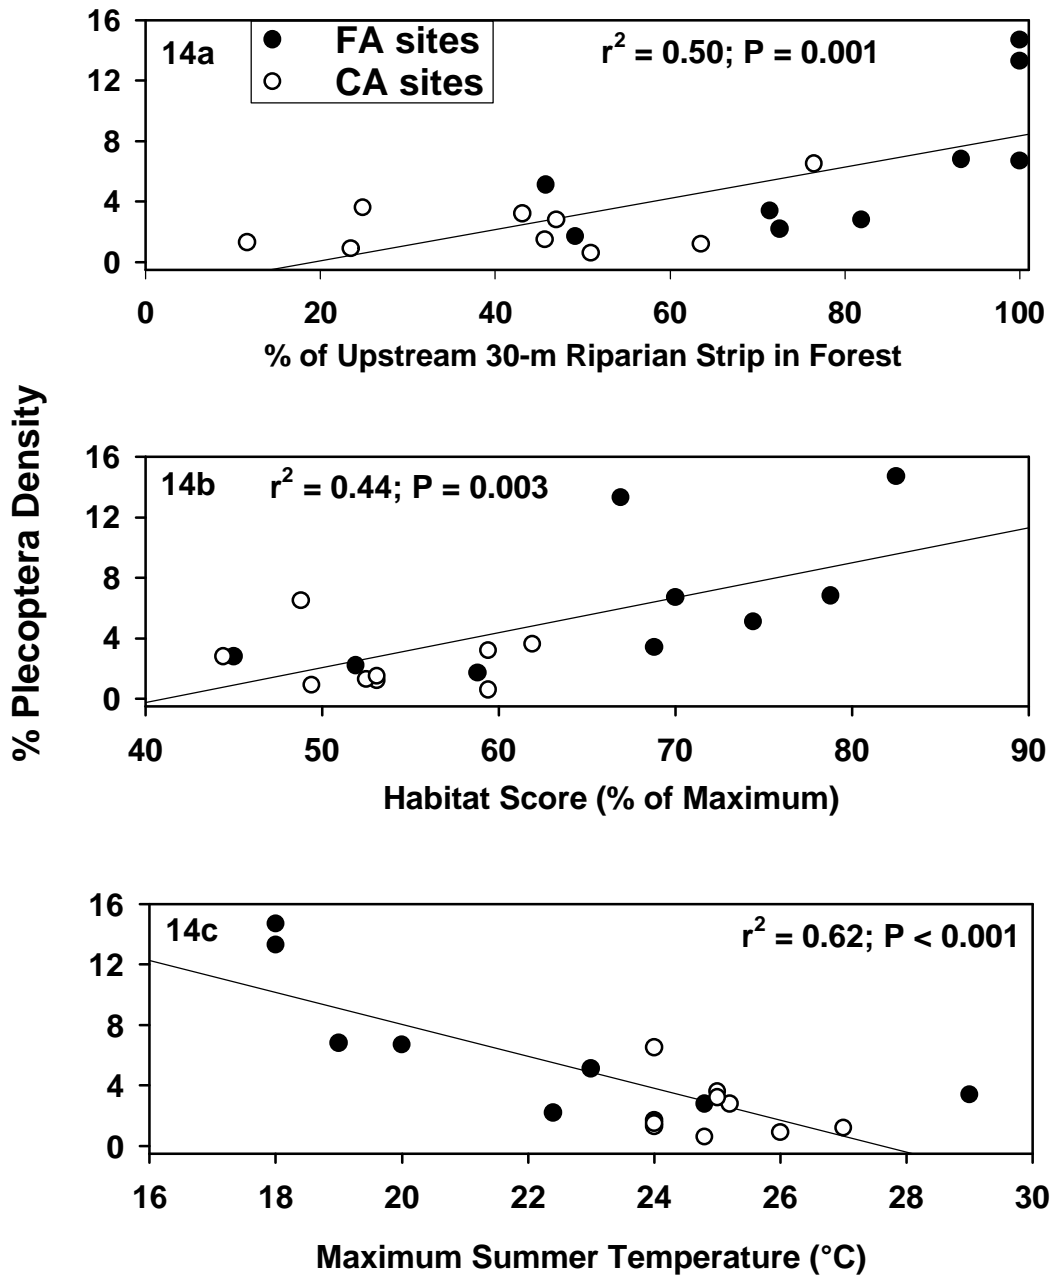 16
14a
FA sites
CA sites
r² = 0.50; P = 0.001
12
8
4
0
0 20 40 60 80 100
% of Upstream 30-m Riparian Strip in Forest
% Plecoptera Density
16
14b
r² = 0.44; P = 0.003
12
8
4
0
40 50 60 70 80 90
Habitat Score (% of Maximum)
16
14c
r² = 0.62; P < 0.001
12
8
4
0
16 18 20 22 24 26 28 30
Maximum Summer Temperature (°C)